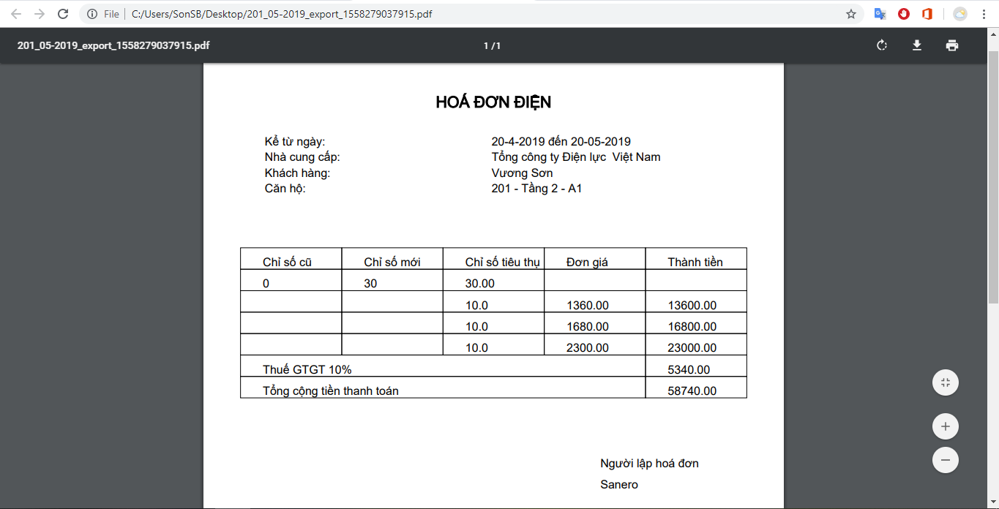 File C:/Users/SonSB/Desktop/201_05-2019_export_1558279037915.pdf
201_05-2019_export_1558279037915.pdf 1 / 1
HOÁ ĐƠN ĐIỆN
Kể từ ngày: 20-4-2019 đến 20-05-2019
Nhà cung cấp: Tổng công ty Điện lực Việt Nam
Khách hàng: Vương Sơn
Căn hộ: 201 - Tầng 2 - A1
Chỉ số cũ Chỉ số mới Chỉ số tiêu thụ Đơn giá Thành tiền
0 30 30.00
10.0 1360.00 13600.00
10.0 1680.00 16800.00
10.0 2300.00 23000.00
Thuế GTGT 10% 5340.00
Tổng cộng tiền thanh toán 58740.00
Người lập hoá đơn
Sanero